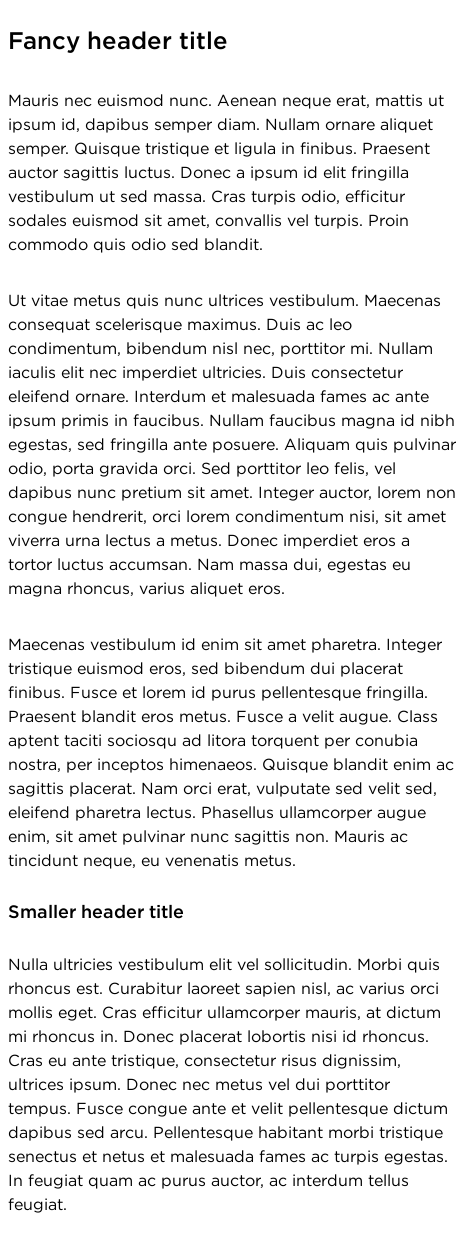 Fancy header title
Mauris nec euismod nunc. Aenean neque erat, mattis ut
ipsum id, dapibus semper diam. Nullam ornare aliquet
semper. Quisque tristique et ligula in finibus. Praesent
auctor sagittis luctus. Donec a ipsum id elit fringilla
vestibulum ut sed massa. Cras turpis odio, efficitur
sodales euismod sit amet, convallis vel turpis. Proin
commodo quis odio sed blandit.
Ut vitae metus quis nunc ultrices vestibulum. Maecenas
consequat scelerisque maximus. Duis ac leo
condimentum, bibendum nisl nec, porttitor mi. Nullam
iaculis elit nec imperdiet ultricies. Duis consectetur
eleifend ornare. Interdum et malesuada fames ac ante
ipsum primis in faucibus. Nullam faucibus magna id nibh
egestas, sed fringilla ante posuere. Aliquam quis pulvinar
odio, porta gravida orci. Sed porttitor leo felis, vel
dapibus nunc pretium sit amet. Integer auctor, lorem non
congue hendrerit, orci lorem condimentum nisi, sit amet
viverra urna lectus a metus. Donec imperdiet eros a
tortor luctus accumsan. Nam massa dui, egestas eu
magna rhoncus, varius aliquet eros.
Maecenas vestibulum id enim sit amet pharetra. Integer
tristique euismod eros, sed bibendum dui placerat
finibus. Fusce et lorem id purus pellentesque fringilla.
Praesent blandit eros metus. Fusce a velit augue. Class
aptent taciti sociosqu ad litora torquent per conubia
nostra, per inceptos himenaeos. Quisque blandit enim ac
sagittis placerat. Nam orci erat, vulputate sed velit sed,
eleifend pharetra lectus. Phasellus ullamcorper augue
enim, sit amet pulvinar nunc sagittis non. Mauris ac
tincidunt neque, eu venenatis metus.
Smaller header title
Nulla ultricies vestibulum elit vel sollicitudin. Morbi quis
rhoncus est. Curabitur laoreet sapien nisl, ac varius orci
mollis eget. Cras efficitur ullamcorper mauris, at dictum
mi rhoncus in. Donec placerat lobortis nisi id rhoncus.
Cras eu ante tristique, consectetur risus dignissim,
ultrices ipsum. Donec nec metus vel dui porttitor
tempus. Fusce congue ante et velit pellentesque dictum
dapibus sed arcu. Pellentesque habitant morbi tristique
senectus et netus et malesuada fames ac turpis egestas.
In feugiat quam ac purus auctor, ac interdum tellus
feugiat.